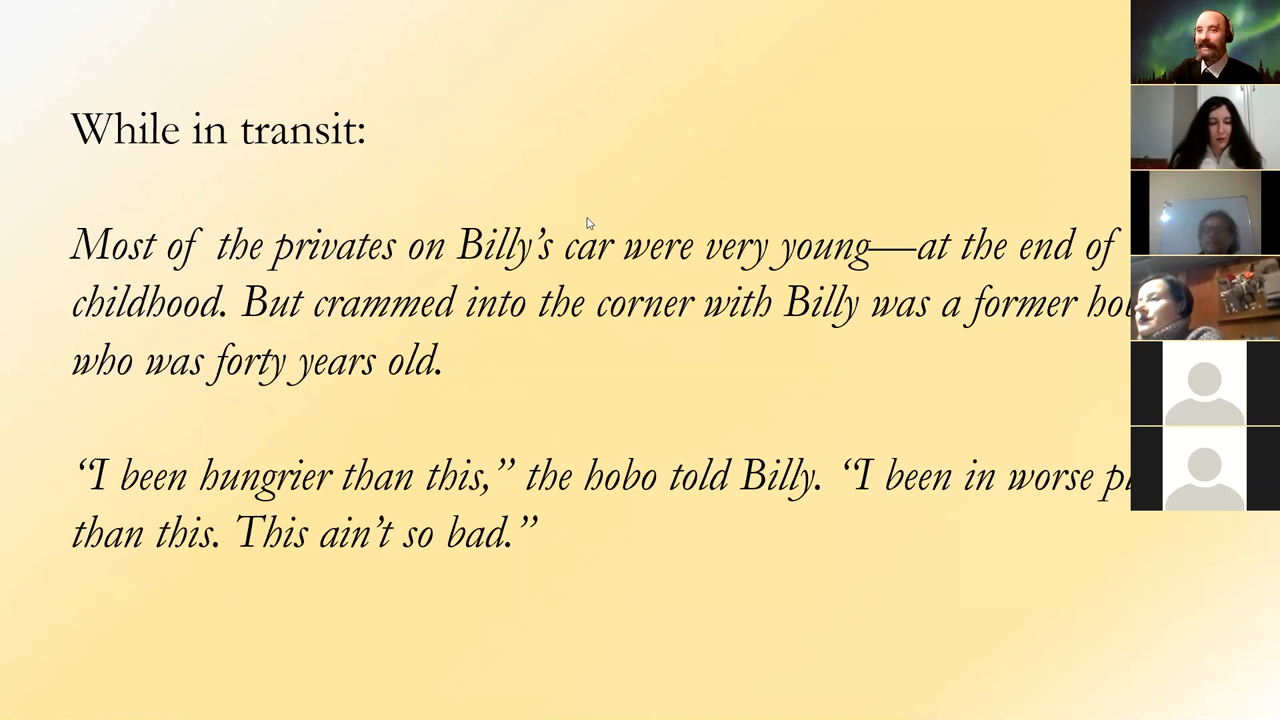 While in transit:
Most of the privates on Billy’s car were very young—at the end of
childhood. But crammed into the corner with Billy was a former
who was forty years old.
“I been hungrier than this,” the hobo told Billy. “I been in worse
than this. This ain’t so bad.”